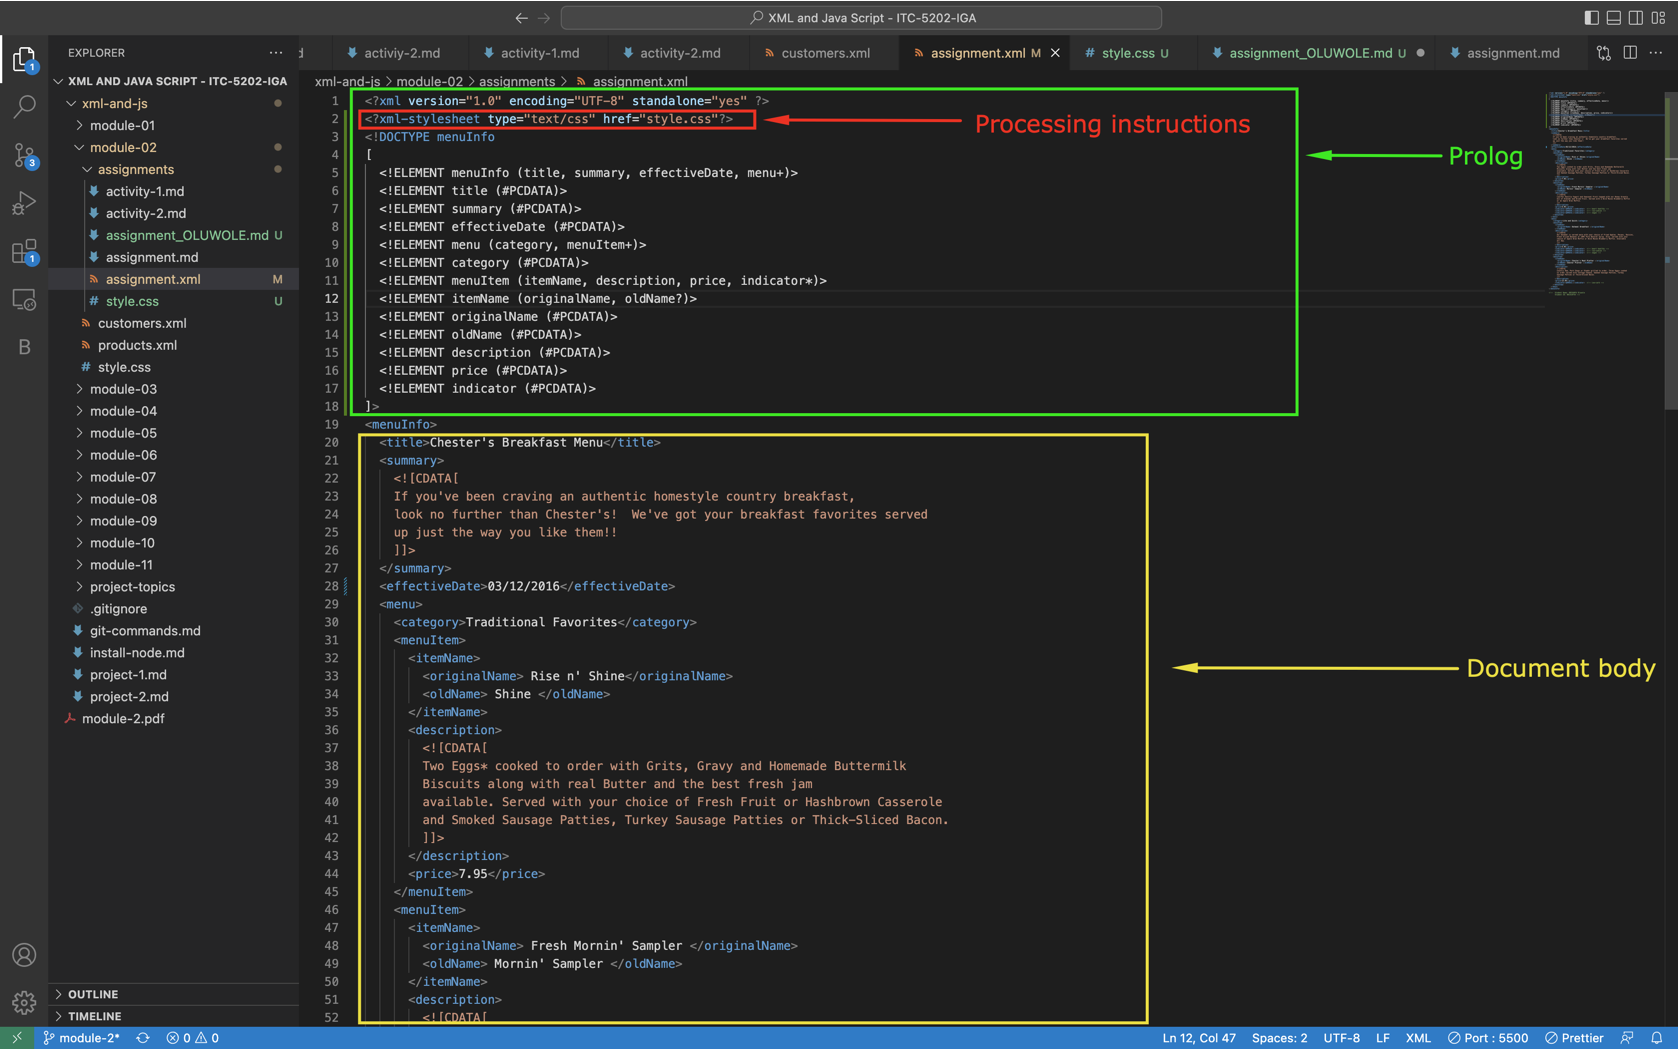 XML and Java Script - ITC-5202-IGA
EXPLORER
XML AND JAVA SCRIPT - ITC-5202-IGA
xml-and-js
module-01
module-02
assignments
activity-1.md
activity-2.md
assignment_OLUWOLE.md U
assignment.md
assignment.xml M
style.css U
customers.xml
products.xml
style.css
module-03
module-04
module-05
module-06
module-07
module-08
module-09
module-10
module-11
project-topics
.gitignore
git-commands.md
install-node.md
project-1.md
project-2.md
module-2.pdf
OUTLINE
TIMELINE
1
3
1
B
activiy-2.md
activity-1.md
activity-2.md
customers.xml
assignment.xml M
style.css U
assignment_OLUWOLE.md U
assignment.md
xml-and-js > module-02 > assignments > assignment.xml
1 <?xml version="1.0" encoding="UTF-8" standalone="yes" ?>
2 <?xml-stylesheet type="text/css" href="style.css"?>
3 <!DOCTYPE menuInfo
4 [
5 <!ELEMENT menuInfo (title, summary, effectiveDate, menu+)>
6 <!ELEMENT title (#PCDATA)>
7 <!ELEMENT summary (#PCDATA)>
8 <!ELEMENT effectiveDate (#PCDATA)>
9 <!ELEMENT menu (category, menuItem+)>
10 <!ELEMENT category (#PCDATA)>
11 <!ELEMENT menuItem (itemName, description, price, indicator*)>
12 <!ELEMENT itemName (originalName, oldName?)>
13 <!ELEMENT originalName (#PCDATA)>
14 <!ELEMENT oldName (#PCDATA)>
15 <!ELEMENT description (#PCDATA)>
16 <!ELEMENT price (#PCDATA)>
17 <!ELEMENT indicator (#PCDATA)>
18 ]>
19 <menuInfo>
20 <title>Chester's Breakfast Menu</title>
21 <summary>
22 <![CDATA[
23 If you've been craving an authentic homestyle country breakfast,
24 look no further than Chester's!  We've got your breakfast favorites served
25 up just the way you like them!!
26 ]]>
27 </summary>
28 <effectiveDate>03/12/2016</effectiveDate>
29 <menu>
30 <category>Traditional Favorites</category>
31 <menuItem>
32 <itemName>
33 <originalName> Rise n' Shine</originalName>
34 <oldName> Shine </oldName>
35 </itemName>
36 <description>
37 <![CDATA[
38 Two Eggs* cooked to order with Grits, Gravy and Homemade Buttermilk
39 Biscuits along with real Butter and the best fresh jam
40 available. Served with your choice of Fresh Fruit or Hashbrown Casserole
41 and Smoked Sausage Patties, Turkey Sausage Patties or Thick-Sliced Bacon.
42 ]]>
43 </description>
44 <price>7.95</price>
45 </menuItem>
46 <menuItem>
47 <itemName>
48 <originalName> Fresh Mornin' Sampler </originalName>
49 <oldName> Mornin' Sampler </oldName>
50 </itemName>
51 <description>
52 <![CDATA[
Processing instructions
Prolog
Document body
module-2*
0
0
Ln 12, Col 47
Spaces: 2
UTF-8
LF
XML
Port : 5500
Prettier